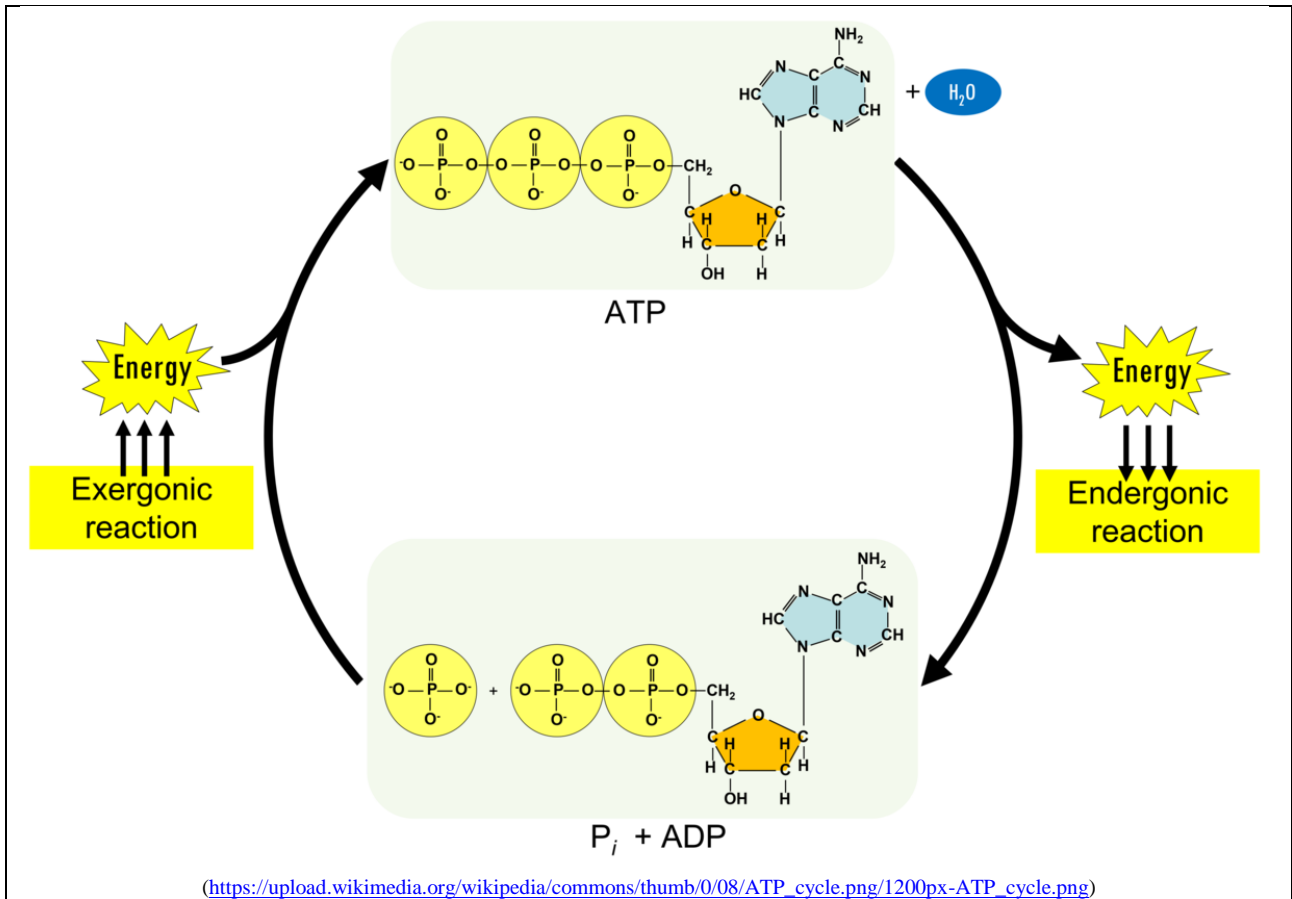 NH₂
N C N
HC C CH
N C N
+ H₂O
O O O
⁻O—P—O—O—P—O—O—P—O—CH₂
O⁻ O⁻ O⁻
O
C H H C
H C C H
OH H
ATP
Energy
Energy
Exergonic
reaction
Endergonic
reaction
NH₂
N C N
HC C CH
N C N
O O O
⁻O—P—O⁻ + ⁻O—P—O—O—P—O—CH₂
O⁻ O⁻ O⁻
O
C H H C
H C C H
OH H
Pᵢ + ADP
(https://upload.wikimedia.org/wikipedia/commons/thumb/0/08/ATP_cycle.png/1200px-ATP_cycle.png)